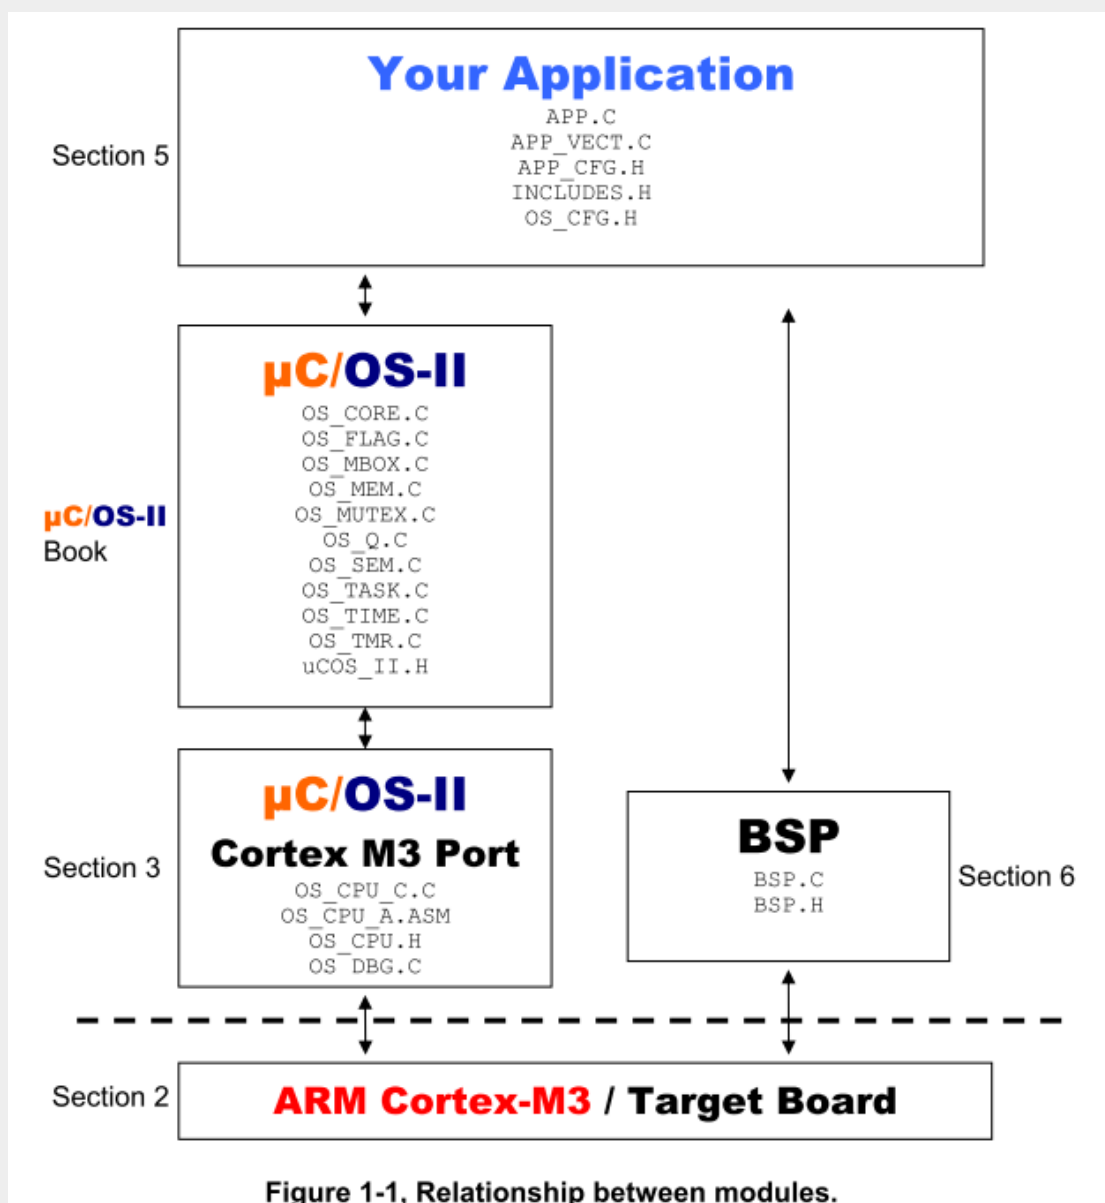 Your Application
APP.C
APP_VECT.C
APP_CFG.H
INCLUDES.H
OS_CFG.H
Section 5
µC/OS-II
OS_CORE.C
OS_FLAG.C
OS_MBOX.C
OS_MEM.C
OS_MUTEX.C
OS_Q.C
OS_SEM.C
OS_TASK.C
OS_TIME.C
OS_TMR.C
uCOS_II.H
µC/OS-II
Book
µC/OS-II
Cortex M3 Port
OS_CPU_C.C
OS_CPU_A.ASM
OS_CPU.H
OS_DBG.C
Section 3
BSP
BSP.C
BSP.H
Section 6
Section 2
ARM Cortex-M3 / Target Board
Figure 1-1, Relationship between modules.